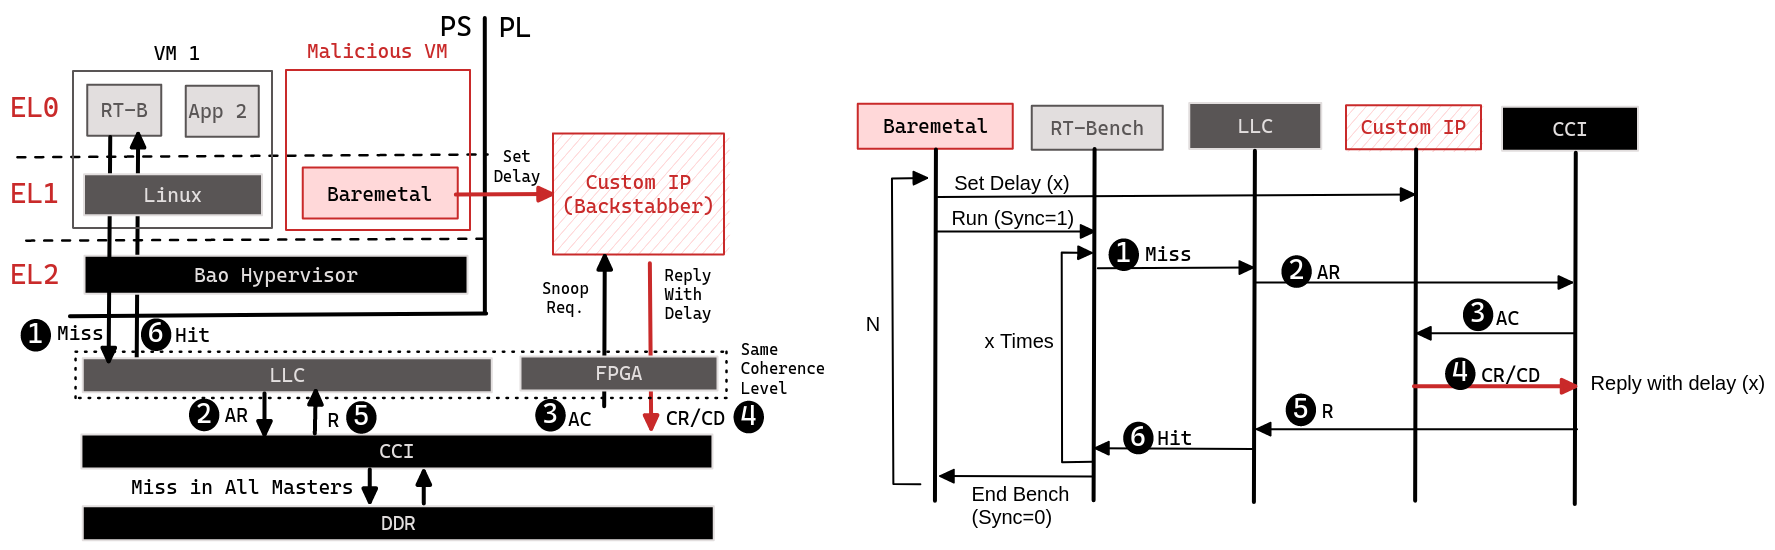 PS PL
VM 1
Malicious VM
EL0
RT-B
App 2
EL1
Linux
Baremetal
Set
Delay
Custom IP
(Backstabber)
EL2
Bao Hypervisor
Snoop
Req.
Reply
With
Delay
1 Miss
6 Hit
LLC
FPGA
Same
Coherence
Level
2 AR
R 5
3 AC
CR/CD 4
CCI
Miss in All Masters
DDR
Baremetal
RT-Bench
LLC
Custom IP
CCI
Set Delay (x)
Run (Sync=1)
1 Miss
2 AR
3 AC
N
x Times
4 CR/CD
Reply with delay (x)
5 R
6 Hit
End Bench
(Sync=0)